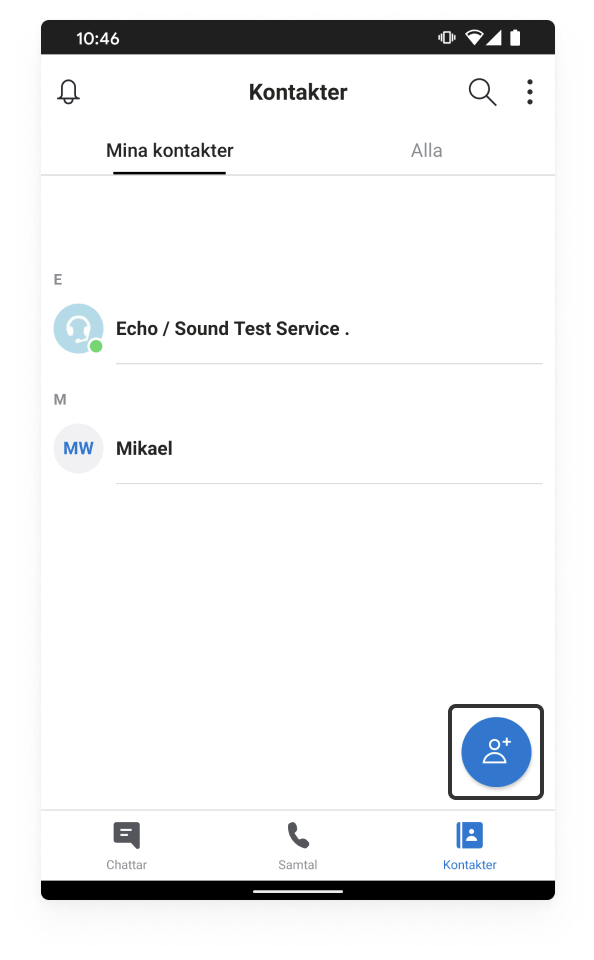 10:46
Kontakter
Mina kontakter Alla
E
Echo / Sound Test Service .
M
MW Mikael
Chattar Samtal Kontakter